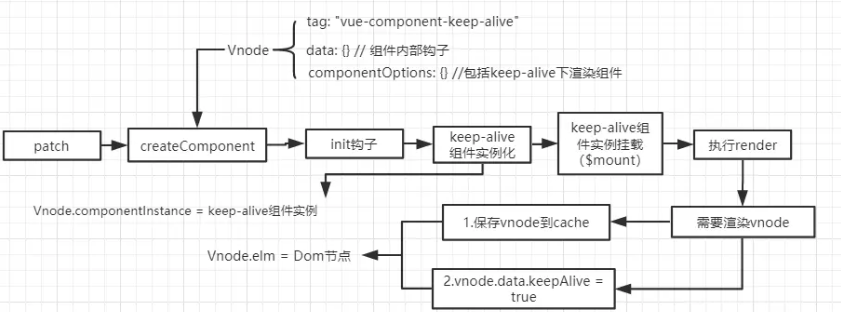 tag: "vue-component-keep-alive"
Vnode
data: {} // 组件内部钩子
componentOptions: {} //包括keep-alive下渲染组件
patch
createComponent
init钩子
keep-alive
组件实例化
keep-alive组
件实例挂载
（$mount）
执行render
Vnode.componentInstance = keep-alive组件实例
1.保存vnode到cache
需要渲染vnode
Vnode.elm = Dom节点
2.vnode.data.keepAlive =
true